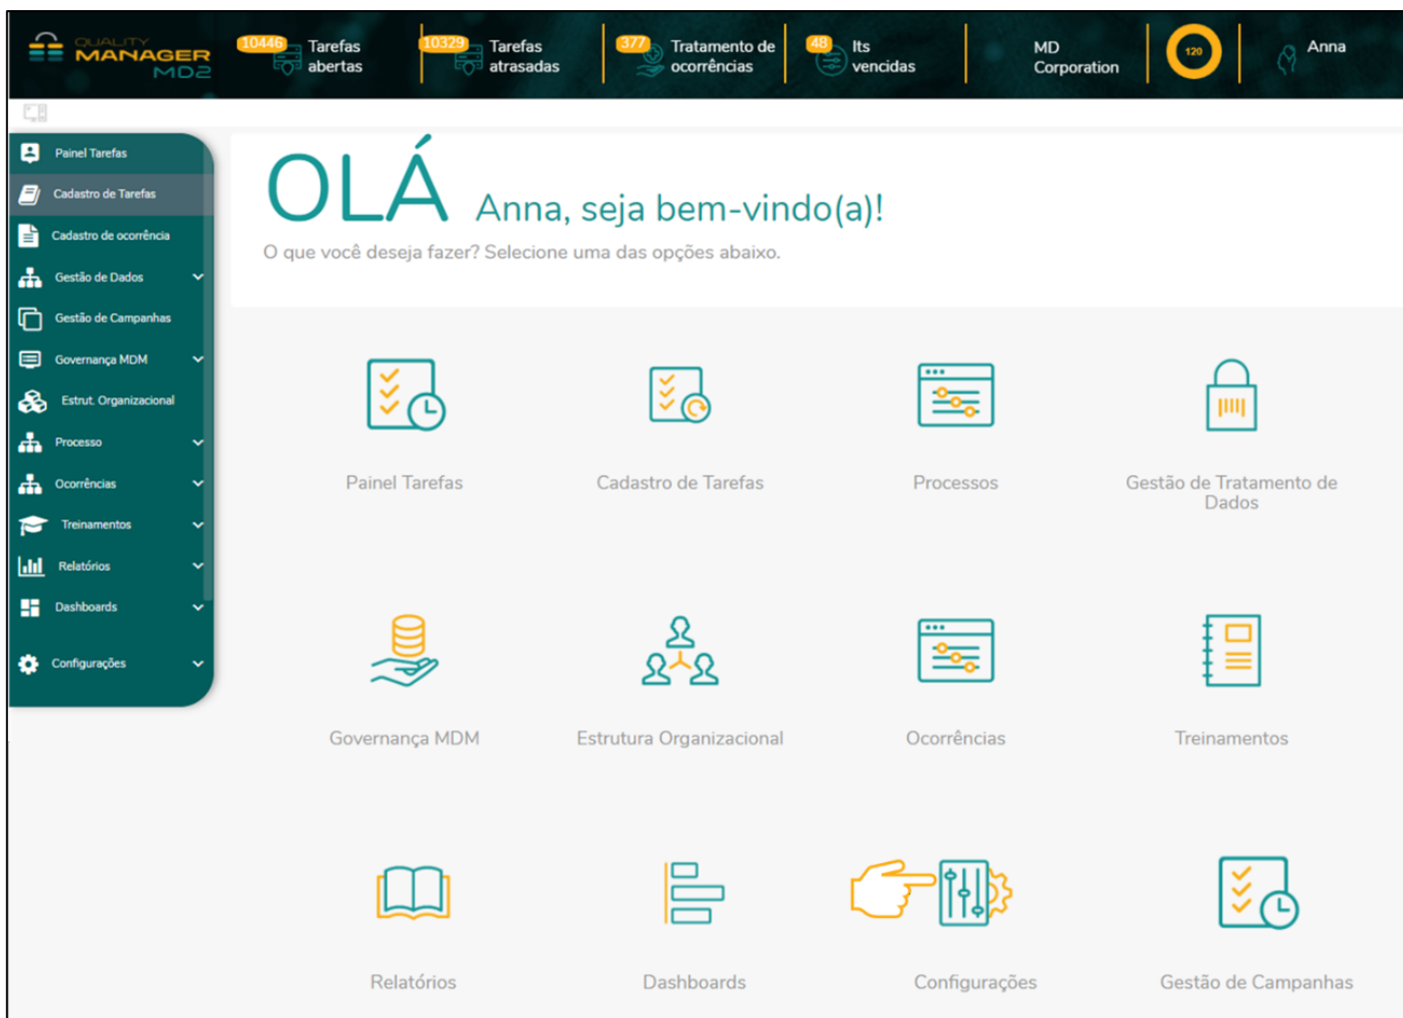 QUALITY
MANAGER
MD2
10446
Tarefas
abertas
10329
Tarefas
atrasadas
377
Tratamento de
ocorrências
48
Its
vencidas
MD
Corporation
120
Anna
Painel Tarefas
Cadastro de Tarefas
Cadastro de ocorrência
Gestão de Dados
Gestão de Campanhas
Governança MDM
Estrut. Organizacional
Processo
Ocorrências
Treinamentos
Relatórios
Dashboards
Configurações
OLÁ Anna, seja bem-vindo(a)!
O que você deseja fazer? Selecione uma das opções abaixo.
Painel Tarefas
Cadastro de Tarefas
Processos
Gestão de Tratamento de
Dados
Governança MDM
Estrutura Organizacional
Ocorrências
Treinamentos
Relatórios
Dashboards
Configurações
Gestão de Campanhas